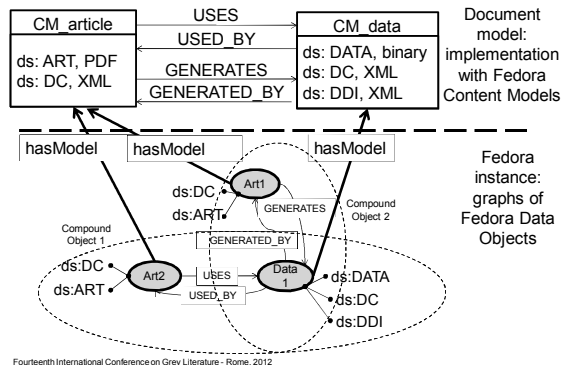 CM_article
ds: ART, PDF
ds: DC, XML
USES
USED_BY
GENERATES
GENERATED_BY
CM_data
ds: DATA, binary
ds: DC, XML
ds: DDI, XML
Document
model:
implementation
with Fedora
Content Models
hasModel
hasModel
hasModel
Fedora
instance:
graphs of
Fedora Data
Objects
Art1
ds:DC
ds:ART
GENERATES
GENERATED_BY
Compound
Object 2
Compound
Object 1
ds:DC
ds:ART
Art2
USES
USED_BY
Data
1
ds:DATA
ds:DC
ds:DDI
Fourteenth International Conference on Grey Literature - Rome, 2012